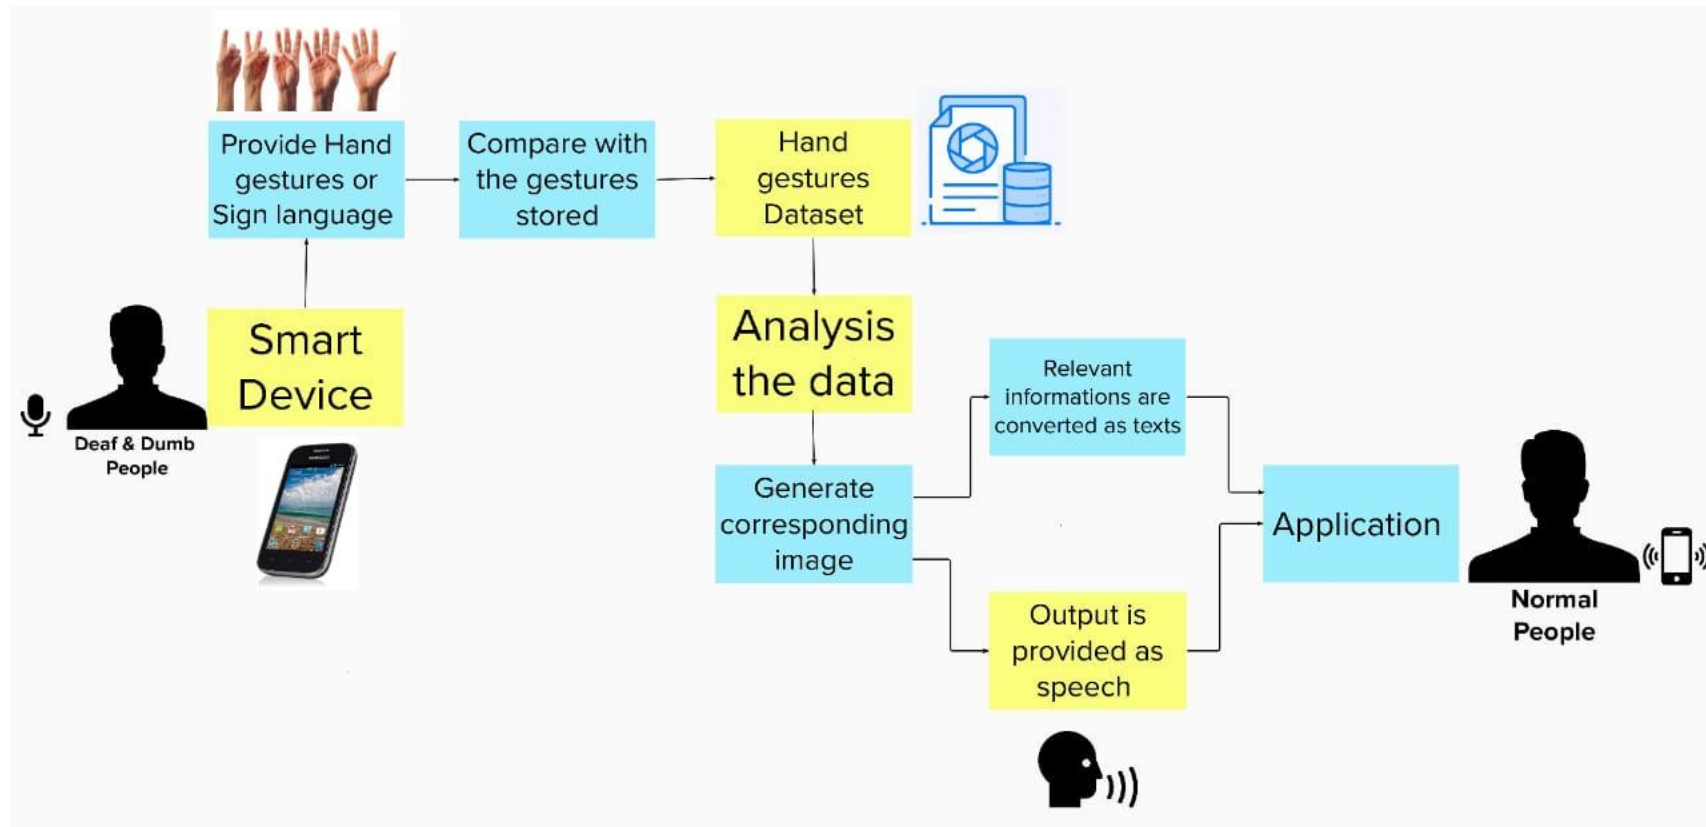 Provide Hand
gestures or
Sign language
Compare with
the gestures
stored
Hand
gestures
Dataset
Smart
Device
Deaf & Dumb
People
Analysis
the data
Relevant
informations are
converted as texts
Generate
corresponding
image
Application
Output is
provided as
speech
Normal
People